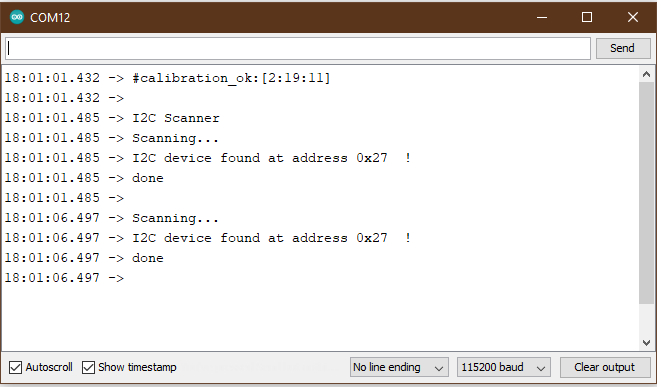 COM12
Send
18:01:01.432 -> #calibration_ok:[2:19:11]
18:01:01.432 ->
18:01:01.485 -> I2C Scanner
18:01:01.485 -> Scanning...
18:01:01.485 -> I2C device found at address 0x27  !
18:01:01.485 -> done
18:01:01.485 ->
18:01:06.497 -> Scanning...
18:01:06.497 -> I2C device found at address 0x27  !
18:01:06.497 -> done
18:01:06.497 ->
Autoscroll Show timestamp No line ending 115200 baud Clear output